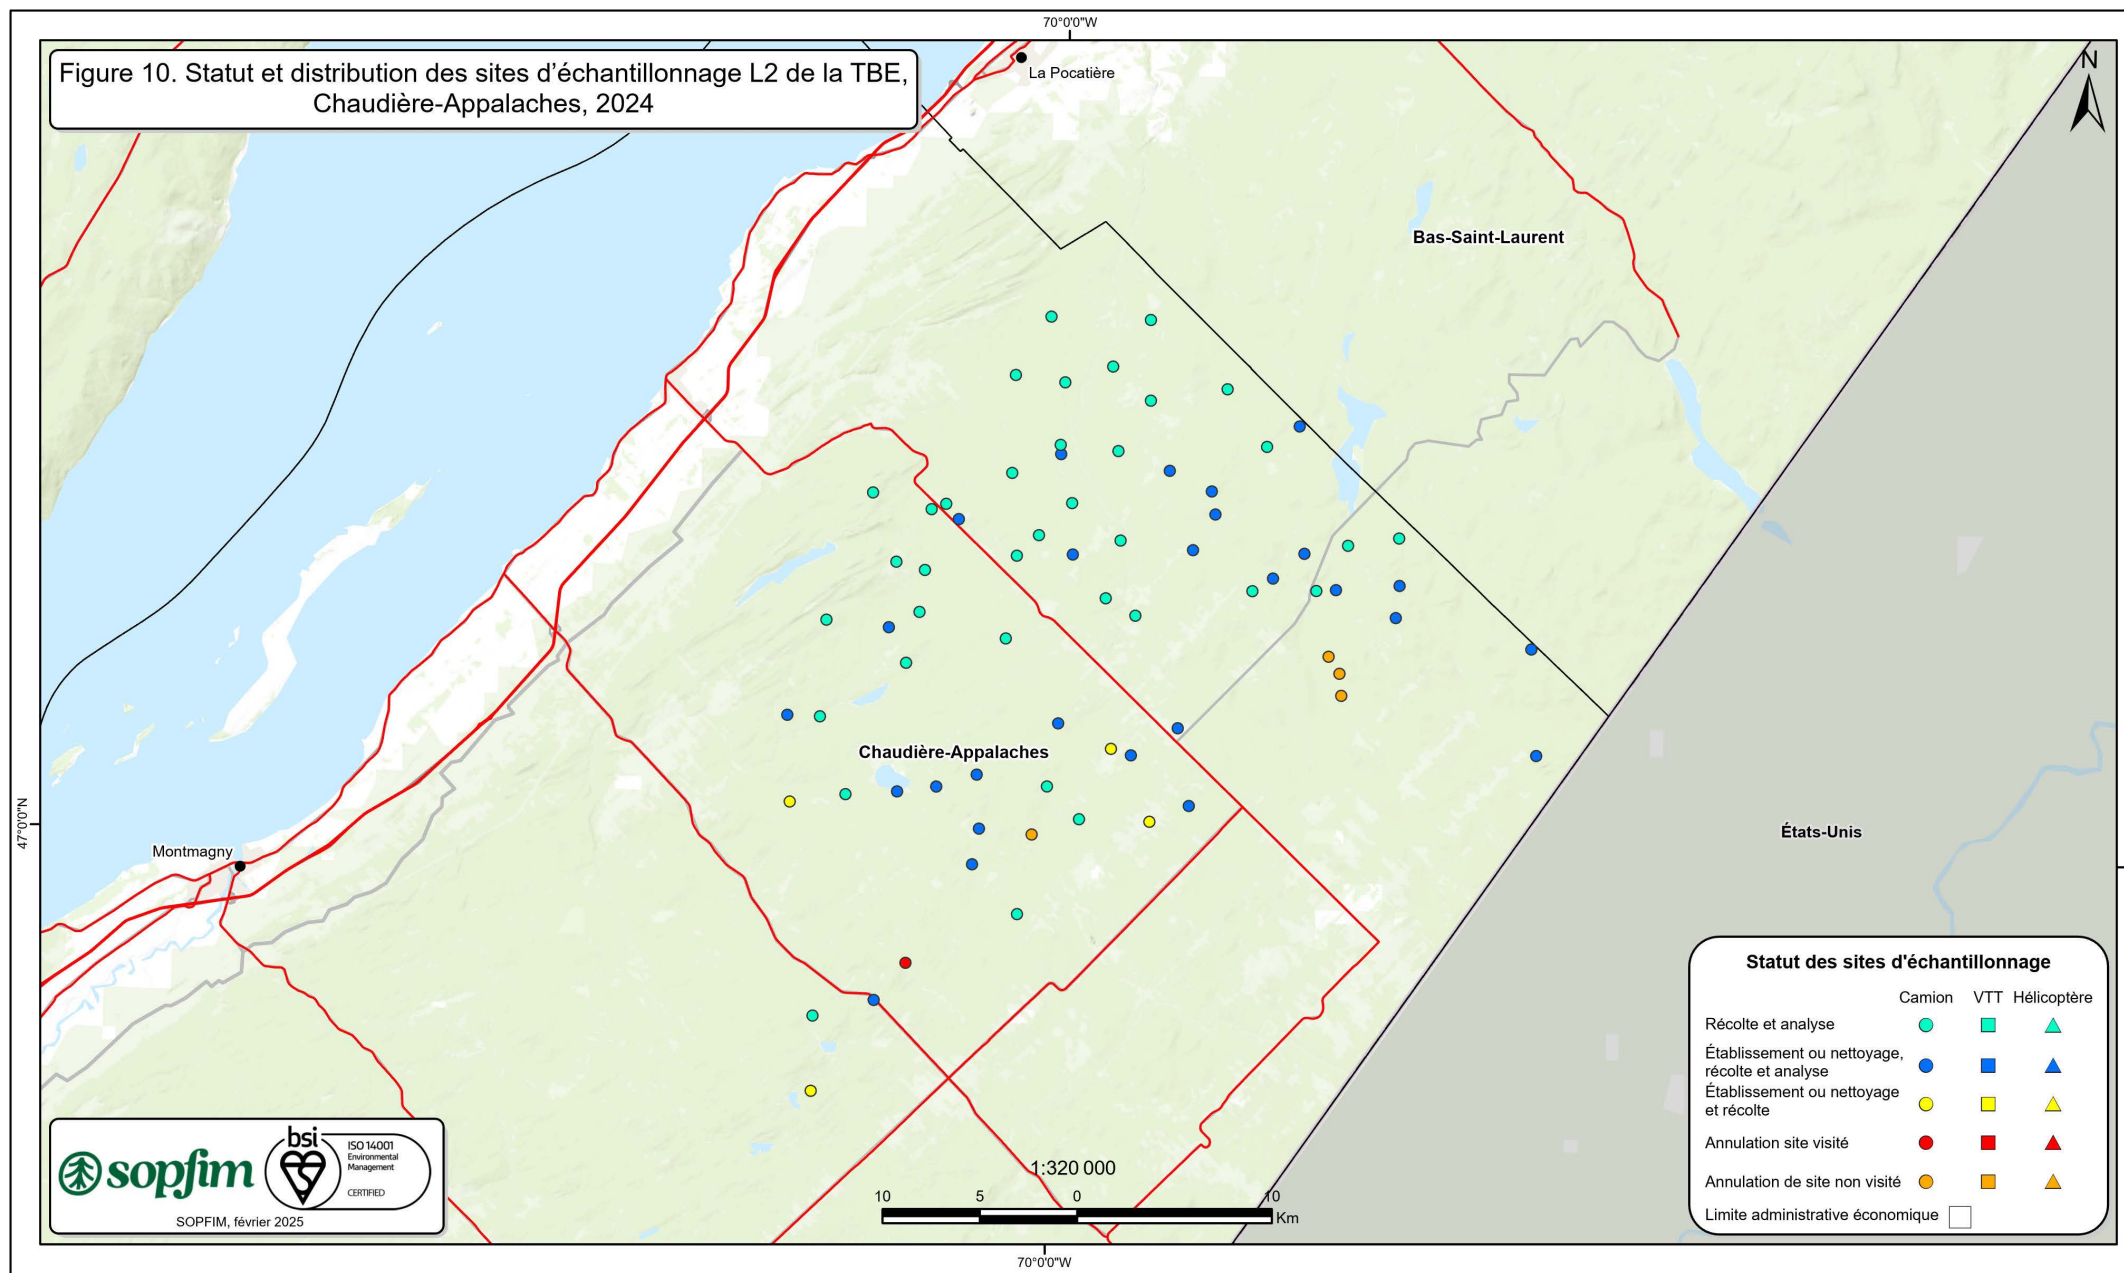 70°0'0"W
Figure 10. Statut et distribution des sites d'échantillonnage L2 de la TBE,
Chaudière-Appalaches, 2024
La Pocatière
N
Bas-Saint-Laurent
Chaudière-Appalaches
47°0'0"N
Montmagny
États-Unis
Statut des sites d'échantillonnage
Camion VTT Hélicoptère
Récolte et analyse
Établissement ou nettoyage,
récolte et analyse
Établissement ou nettoyage
et récolte
Annulation site visité
Annulation de site non visité
Limite administrative économique
sopfim
bsi
ISO 14001
Environmental
Management
CERTIFIED
SOPFIM, février 2025
1:320 000
10 5 0 10
Km
70°0'0"W